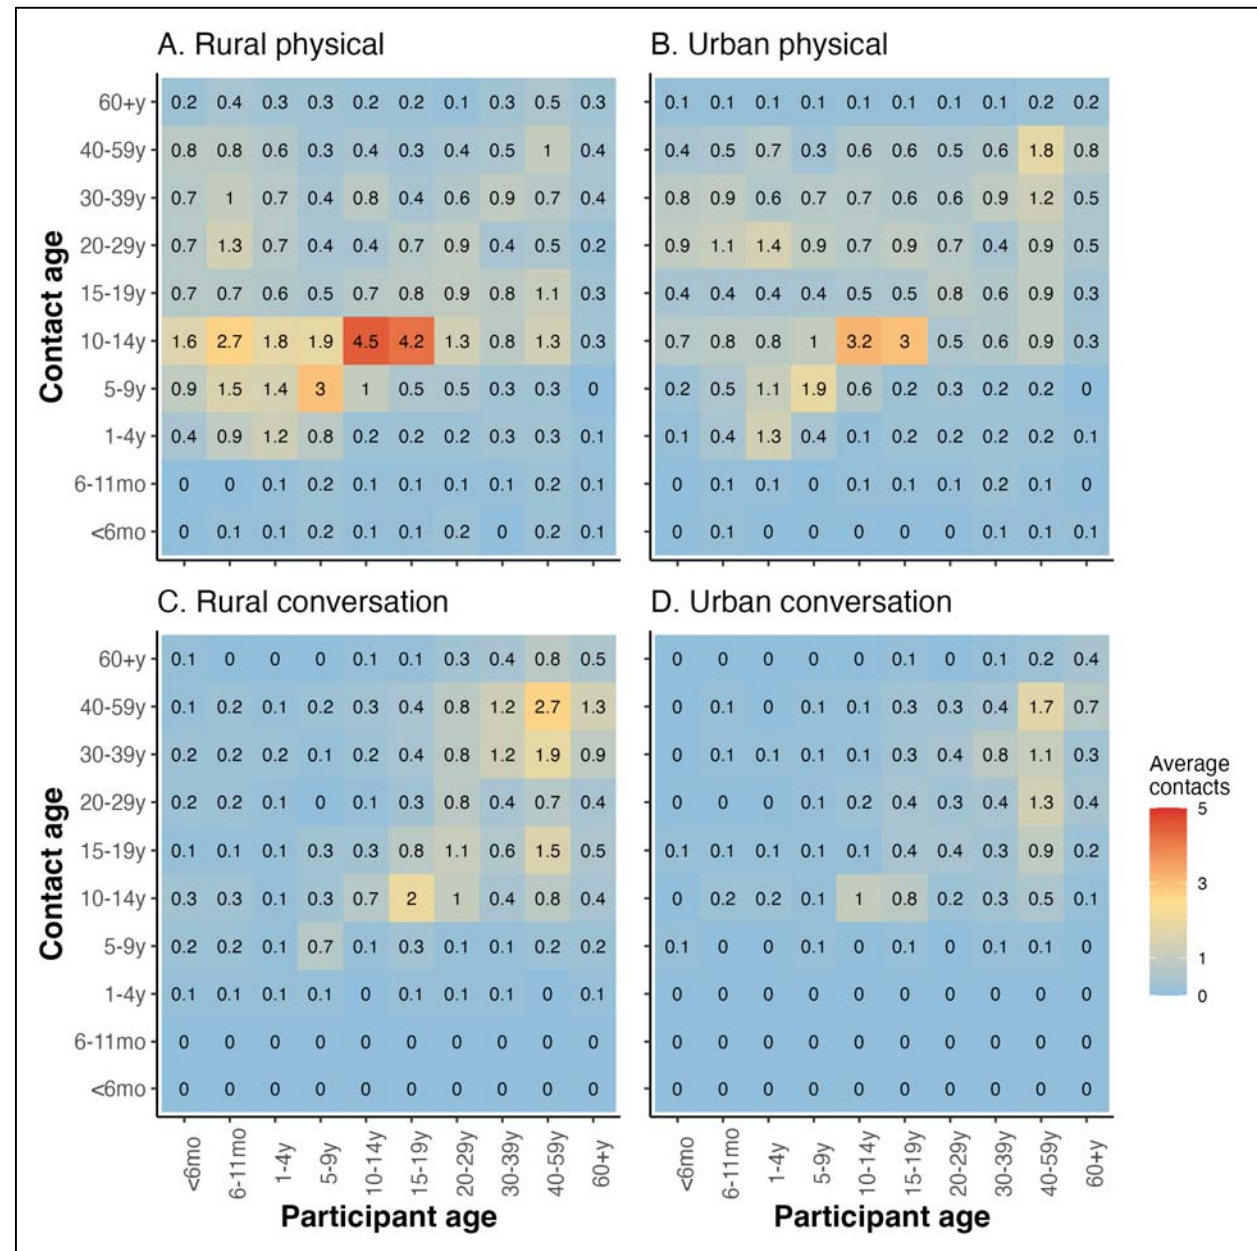 A. Rural physical
B. Urban physical
Contact age
60+y 0.2 0.4 0.3 0.3 0.2 0.2 0.1 0.3 0.5 0.3 0.1 0.1 0.1 0.1 0.1 0.1 0.1 0.1 0.2 0.2
40-59y 0.8 0.8 0.6 0.3 0.4 0.3 0.4 0.5 1 0.4 0.4 0.5 0.7 0.3 0.6 0.6 0.5 0.6 1.8 0.8
30-39y 0.7 1 0.7 0.4 0.8 0.4 0.6 0.9 0.7 0.4 0.8 0.9 0.6 0.7 0.7 0.6 0.6 0.9 1.2 0.5
20-29y 0.7 1.3 0.7 0.4 0.4 0.7 0.9 0.4 0.5 0.2 0.9 1.1 1.4 0.9 0.7 0.9 0.7 0.4 0.9 0.5
15-19y 0.7 0.7 0.6 0.5 0.7 0.8 0.9 0.8 1.1 0.3 0.4 0.4 0.4 0.4 0.5 0.5 0.8 0.6 0.9 0.3
10-14y 1.6 2.7 1.8 1.9 4.5 4.2 1.3 0.8 1.3 0.3 0.7 0.8 0.8 1 3.2 3 0.5 0.6 0.9 0.3
5-9y 0.9 1.5 1.4 3 1 0.5 0.5 0.3 0.3 0 0.2 0.5 1.1 1.9 0.6 0.2 0.3 0.2 0.2 0
1-4y 0.4 0.9 1.2 0.8 0.2 0.2 0.2 0.3 0.3 0.1 0.1 0.4 1.3 0.4 0.1 0.2 0.2 0.2 0.2 0.1
6-11mo 0 0 0.1 0.2 0.1 0.1 0.1 0.1 0.2 0.1 0 0.1 0.1 0 0.1 0.1 0.1 0.2 0.1 0
<6mo 0 0.1 0.1 0.2 0.1 0.1 0.2 0 0.2 0.1 0 0.1 0 0 0 0 0 0.1 0.1 0.1
C. Rural conversation
D. Urban conversation
Contact age
60+y 0.1 0 0 0 0.1 0.1 0.3 0.4 0.8 0.5 0 0 0 0 0 0.1 0 0.1 0.2 0.4
40-59y 0.1 0.2 0.1 0.2 0.3 0.4 0.8 1.2 2.7 1.3 0 0.1 0 0.1 0.1 0.3 0.3 0.4 1.7 0.7
30-39y 0.2 0.2 0.2 0.1 0.2 0.4 0.8 1.2 1.9 0.9 0 0.1 0.1 0.1 0.1 0.3 0.4 0.8 1.1 0.3
20-29y 0.2 0.2 0.1 0 0.1 0.3 0.8 0.4 0.7 0.4 0 0 0 0.1 0.2 0.4 0.3 0.4 1.3 0.4
15-19y 0.1 0.1 0.1 0.3 0.3 0.8 1.1 0.6 1.5 0.5 0.1 0.1 0.1 0.1 0.1 0.4 0.4 0.3 0.9 0.2
10-14y 0.3 0.3 0.1 0.3 0.7 2 1 0.4 0.8 0.4 0 0.2 0.2 0.1 1 0.8 0.2 0.3 0.5 0.1
5-9y 0.2 0.2 0.1 0.7 0.1 0.3 0.1 0.1 0.2 0.2 0.1 0 0 0.1 0 0.1 0 0.1 0.1 0
1-4y 0.1 0.1 0.1 0.1 0 0.1 0.1 0.1 0 0.1 0 0 0 0 0 0 0 0 0 0
6-11mo 0 0 0 0 0 0 0 0 0 0 0 0 0 0 0 0 0 0 0 0
<6mo 0 0 0 0 0 0 0 0 0 0 0 0 0 0 0 0 0 0 0 0
<6mo 6-11mo 1-4y 5-9y 10-14y 15-19y 20-29y 30-39y 40-59y 60+y <6mo 6-11mo 1-4y 5-9y 10-14y 15-19y 20-29y 30-39y 40-59y 60+y
Participant age
Participant age
Average
contacts
5
3
1
0